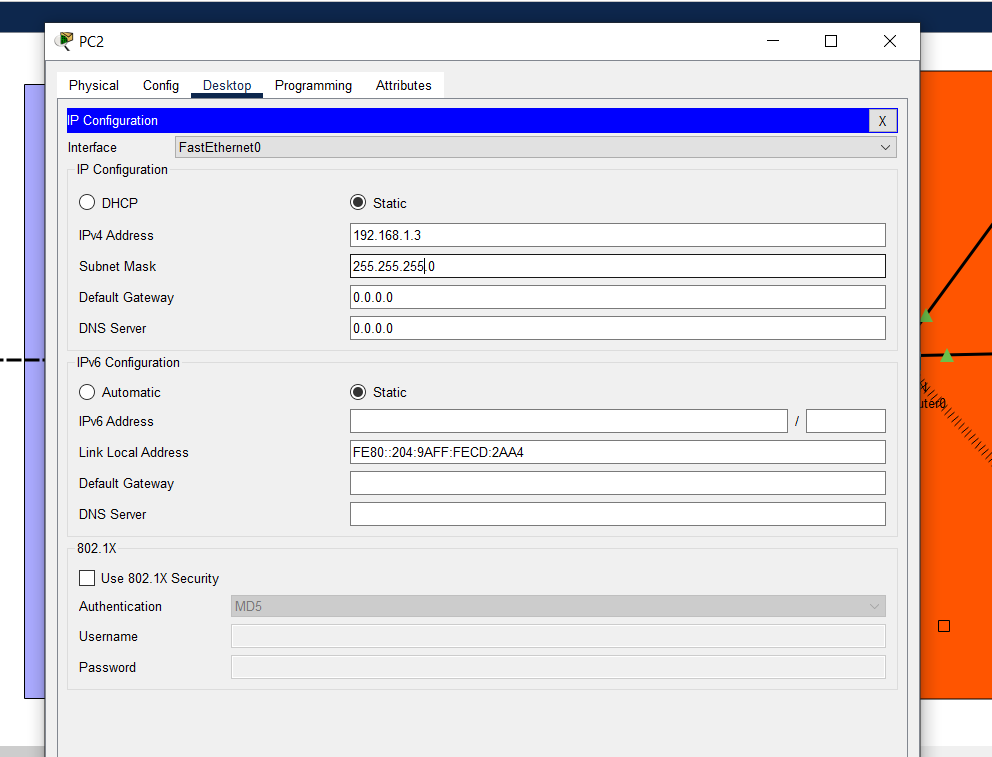 PC2
Physical Config Desktop Programming Attributes
IP Configuration X
Interface FastEthernet0
IP Configuration
DHCP Static
IPv4 Address 192.168.1.3
Subnet Mask 255.255.255.0
Default Gateway 0.0.0.0
DNS Server 0.0.0.0
IPv6 Configuration
Automatic Static
IPv6 Address /
Link Local Address FE80::204:9AFF:FECD:2AA4
Default Gateway
DNS Server
802.1X
Use 802.1X Security
Authentication MD5
Username
Password
uter0